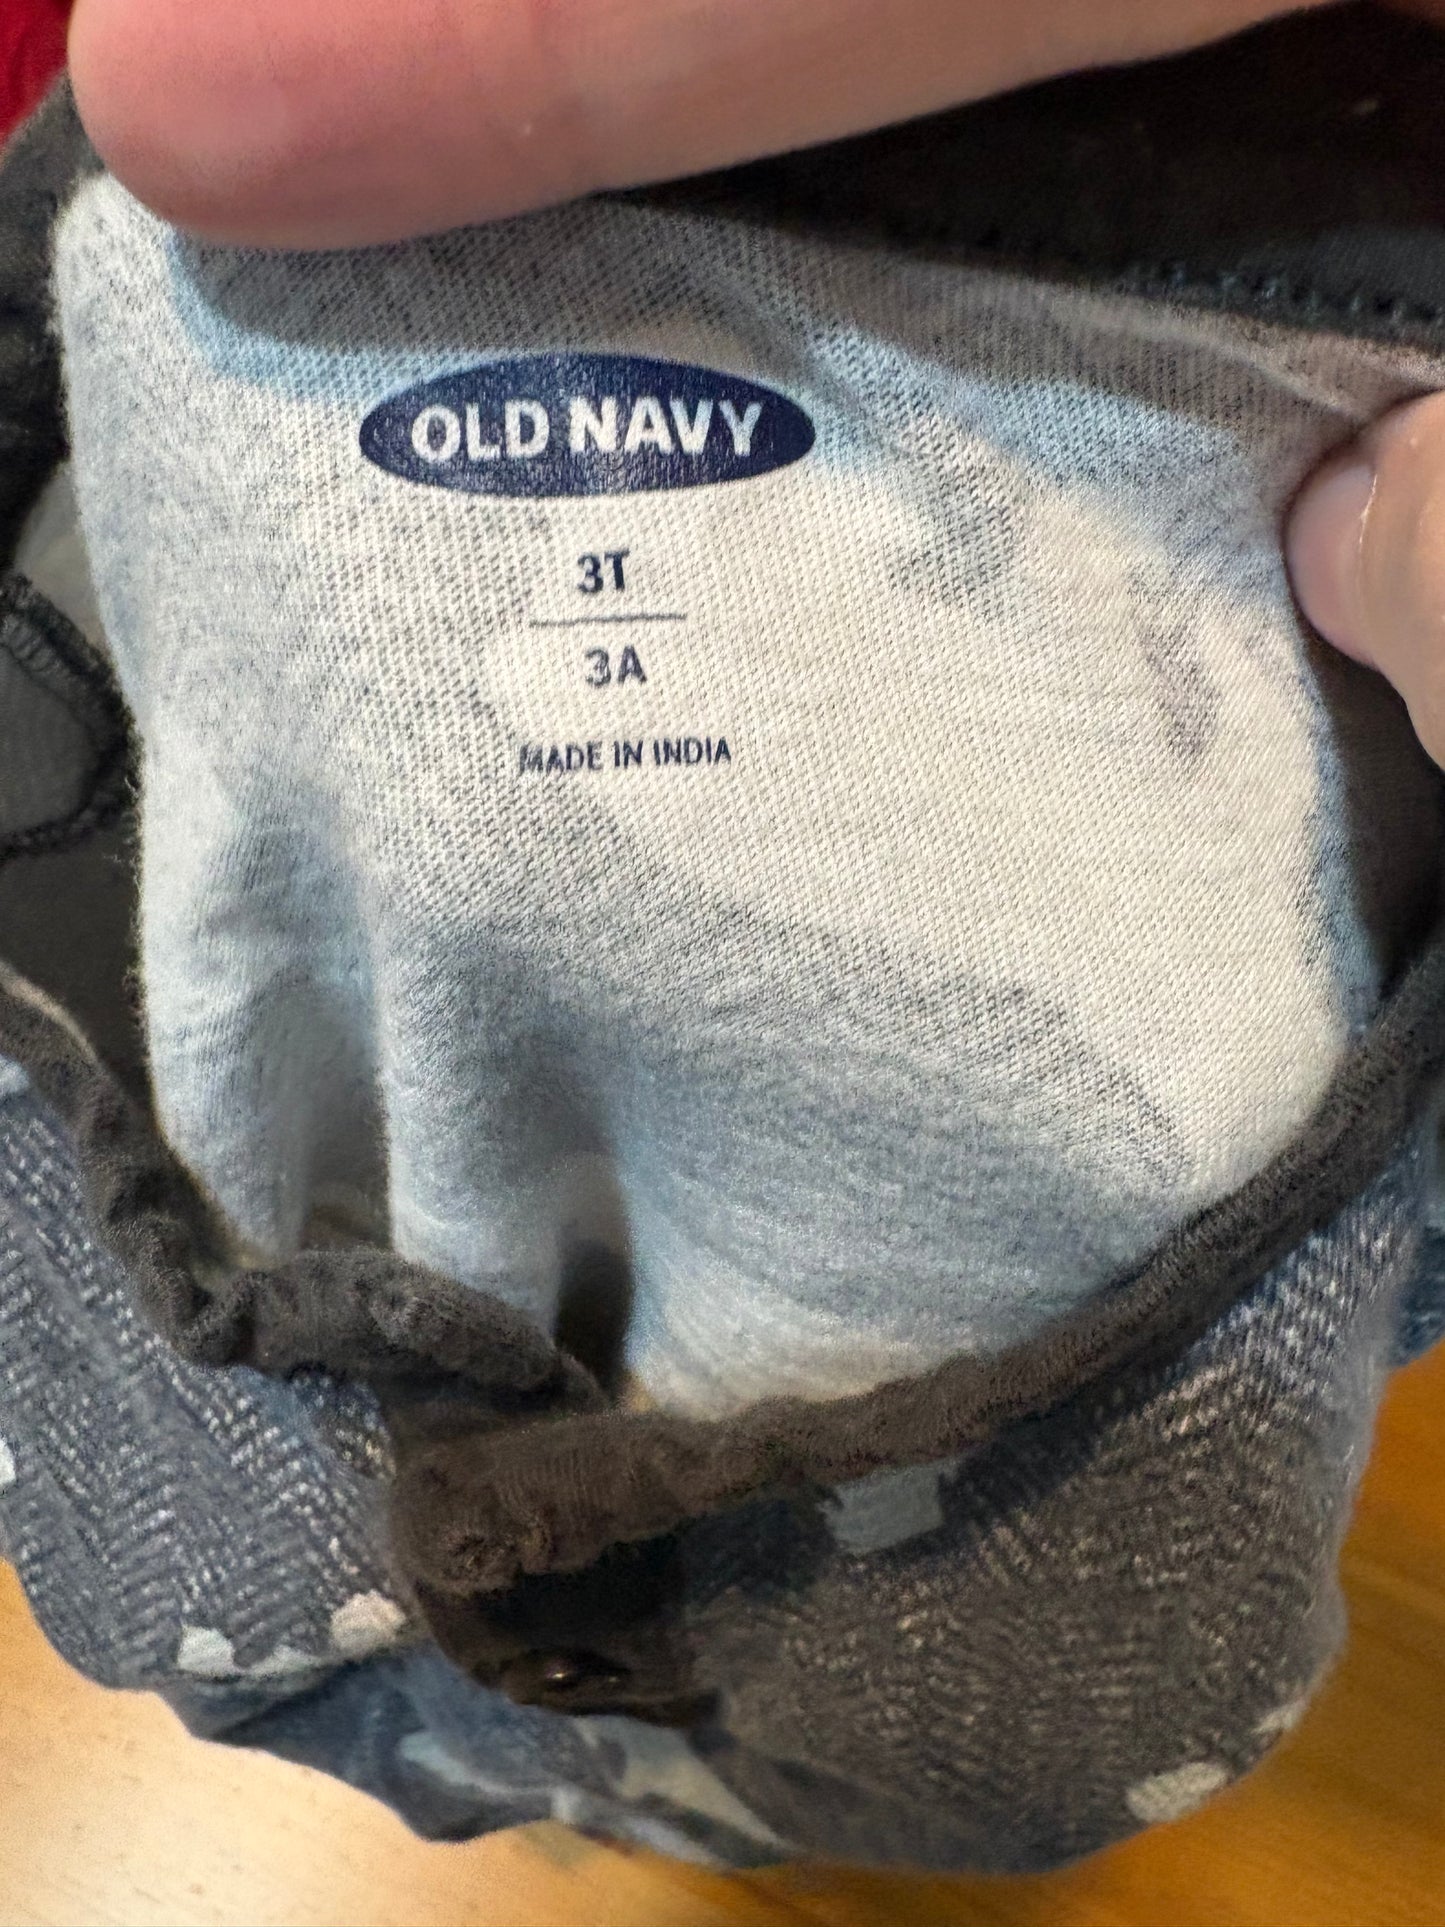 OLD NAVY
3T
3A
MADE IN INDIA